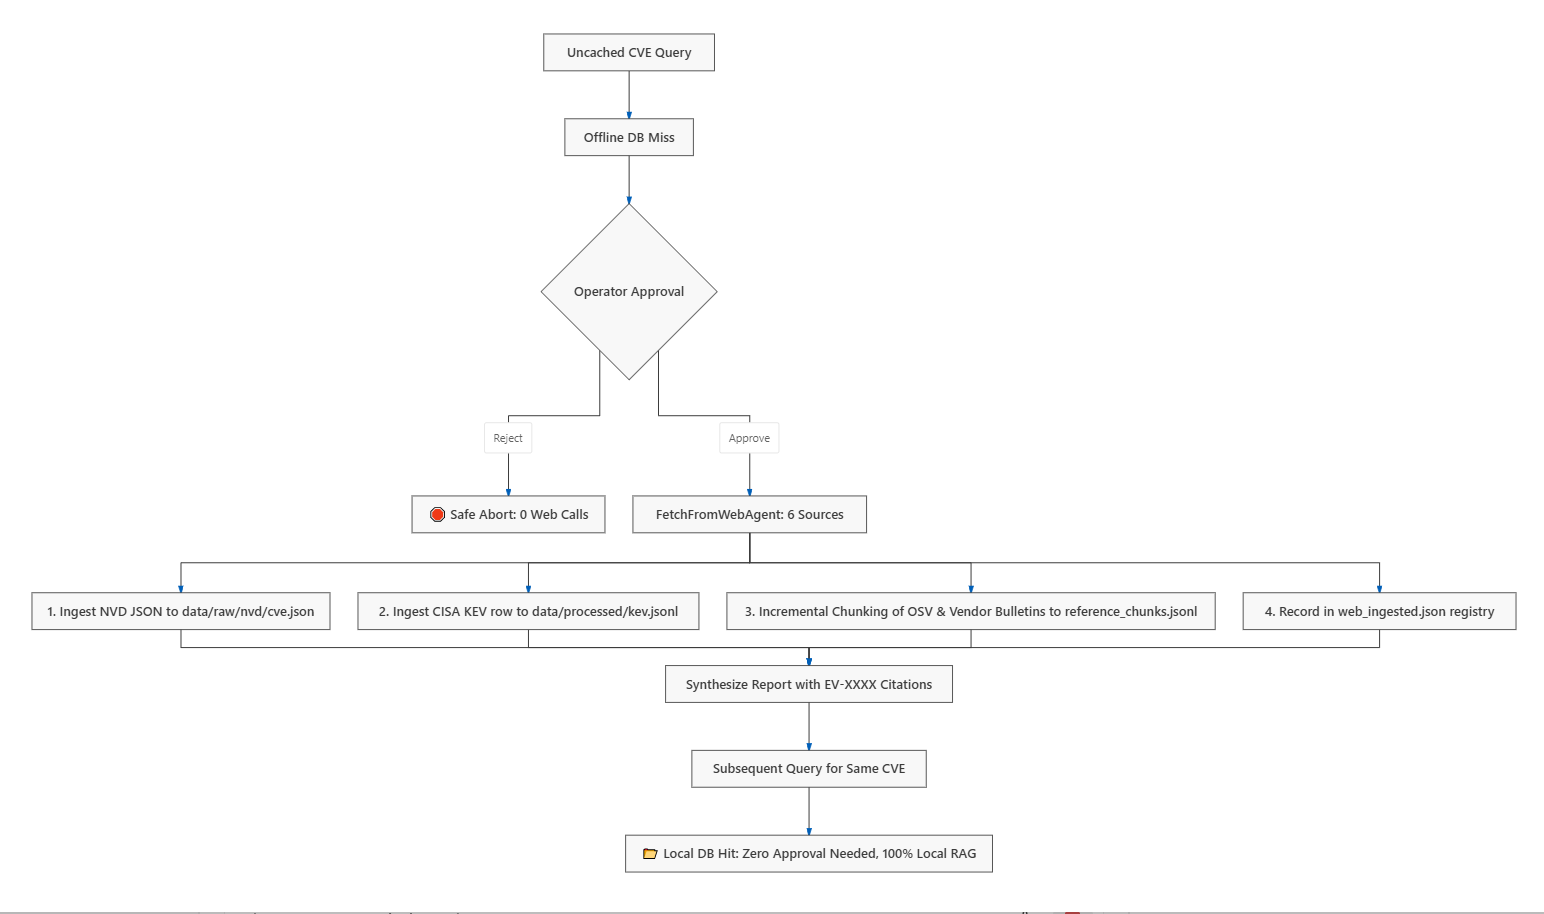 Uncached CVE Query
Offline DB Miss
Operator Approval
Reject
Approve
Safe Abort: 0 Web Calls
FetchFromWebAgent: 6 Sources
1. Ingest NVD JSON to data/raw/nvd/cve.json
2. Ingest CISA KEV row to data/processed/kev.jsonl
3. Incremental Chunking of OSV & Vendor Bulletins to reference_chunks.jsonl
4. Record in web_ingested.json registry
Synthesize Report with EV-XXXX Citations
Subsequent Query for Same CVE
Local DB Hit: Zero Approval Needed, 100% Local RAG